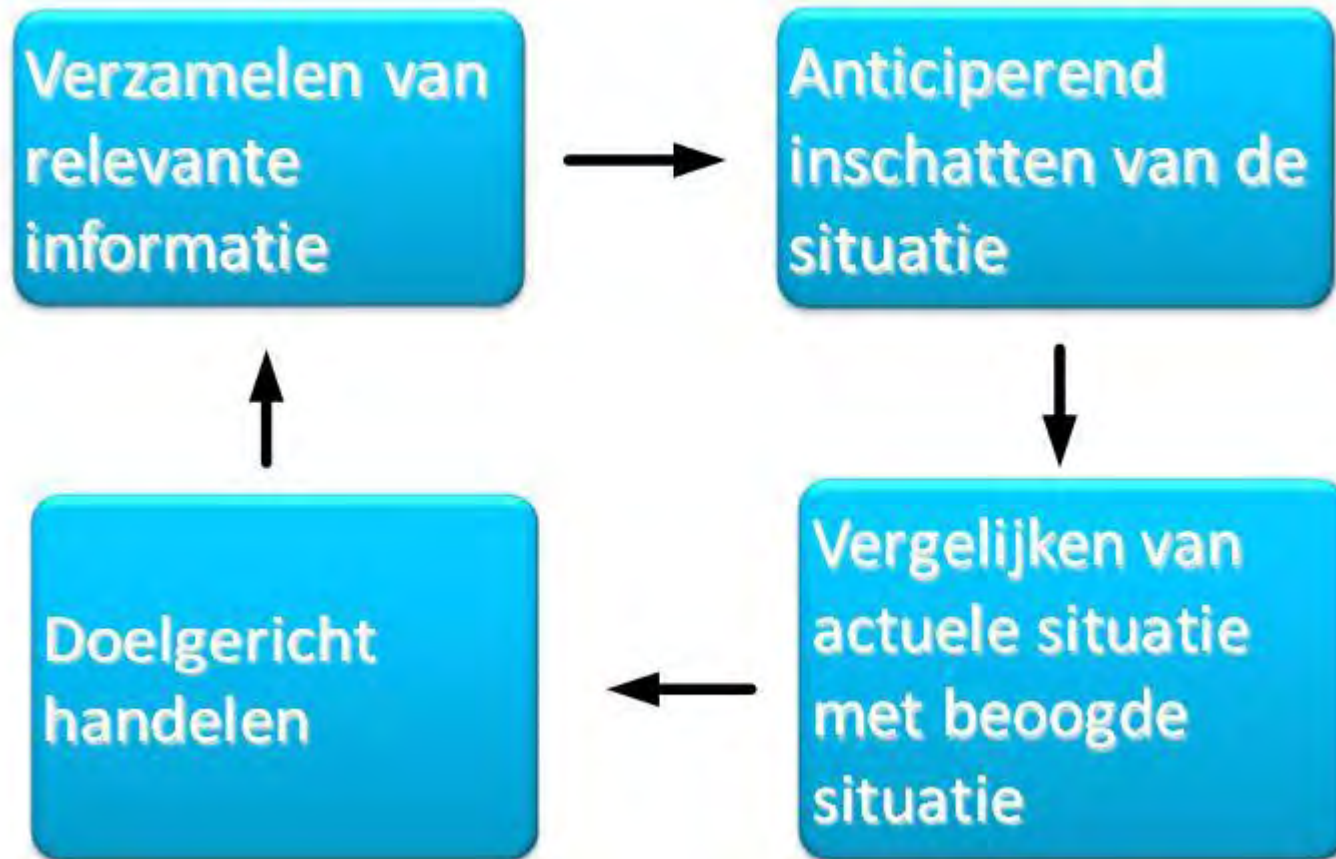 Verzamelen van
relevante
informatie
Anticiperend
inschatten van de
situatie
Vergelijken van
actuele situatie
met beoogde
situatie
Doelgericht
handelen